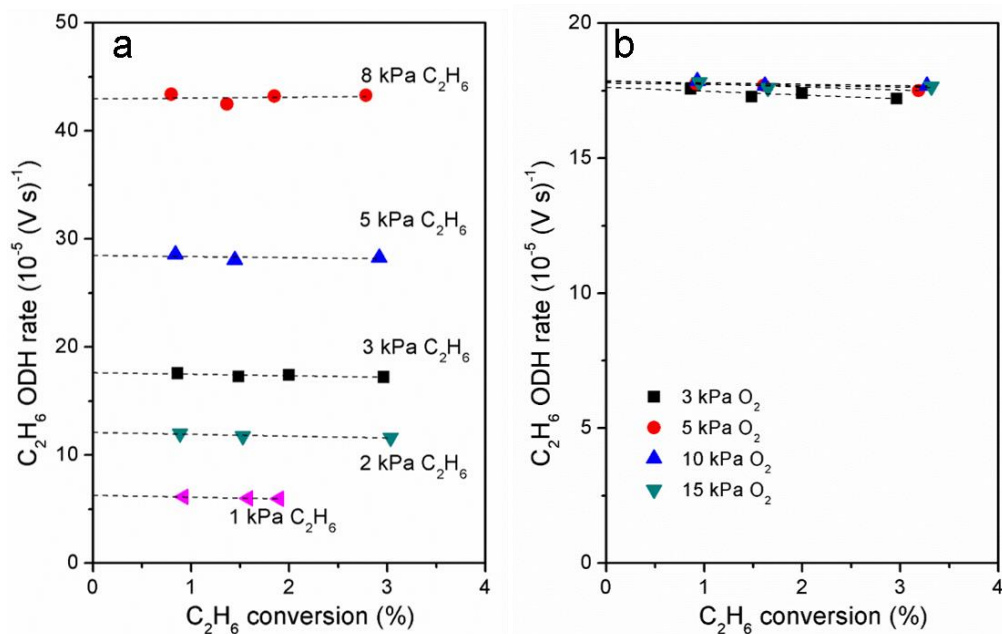 a
C₂H₆ ODH rate (10⁻⁵ (V s)⁻¹
50
40
30
20
10
0
8 kPa C₂H₆
5 kPa C₂H₆
3 kPa C₂H₆
2 kPa C₂H₆
1 kPa C₂H₆
0 1 2 3 4
C₂H₆ conversion (%)
b
C₂H₆ ODH rate (10⁻⁵ (V s)⁻¹
20
15
10
5
0
3 kPa O₂
5 kPa O₂
10 kPa O₂
15 kPa O₂
0 1 2 3 4
C₂H₆ conversion (%)